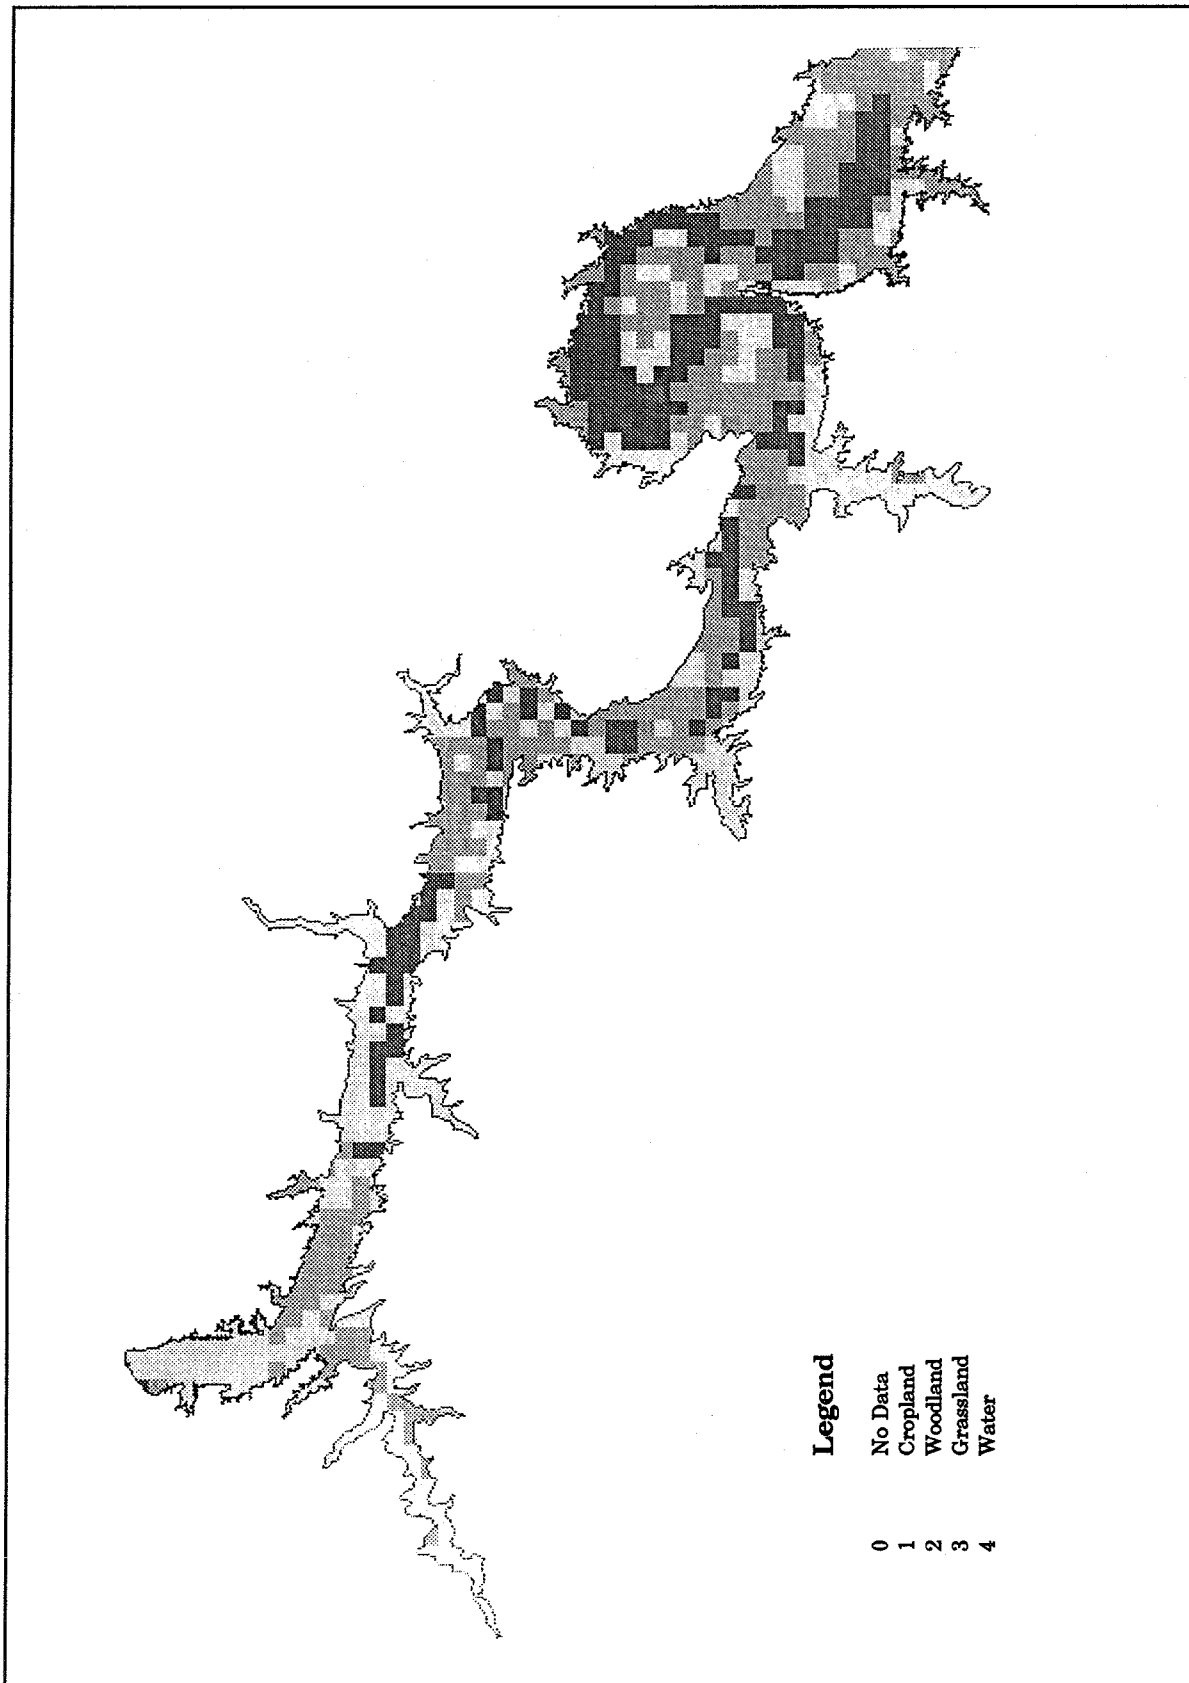 Legend
0 No Data
1 Cropland
2 Woodland
3 Grassland
4 Water